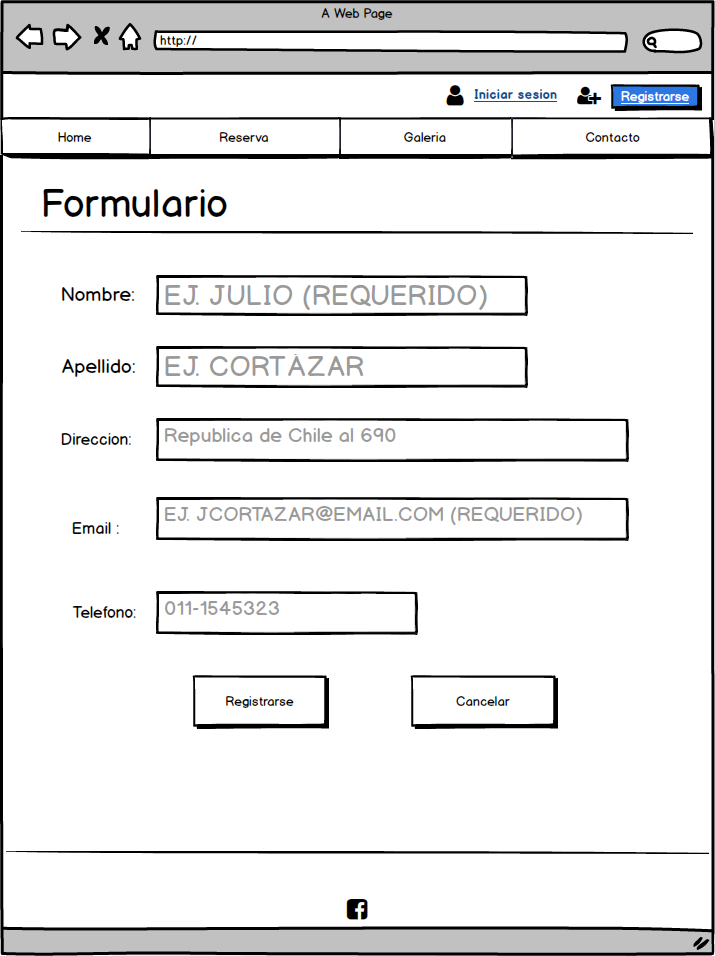 A Web Page
http://
Iniciar sesion Registrarse
Home Reserva Galeria Contacto
Formulario
Nombre: EJ. JULIO (REQUERIDO)
Apellido: EJ. CORTÁZAR
Direccion: Republica de Chile al 690
Email : EJ. JCORTAZAR@EMAIL.COM (REQUERIDO)
Telefono: 011-1545323
Registrarse Cancelar